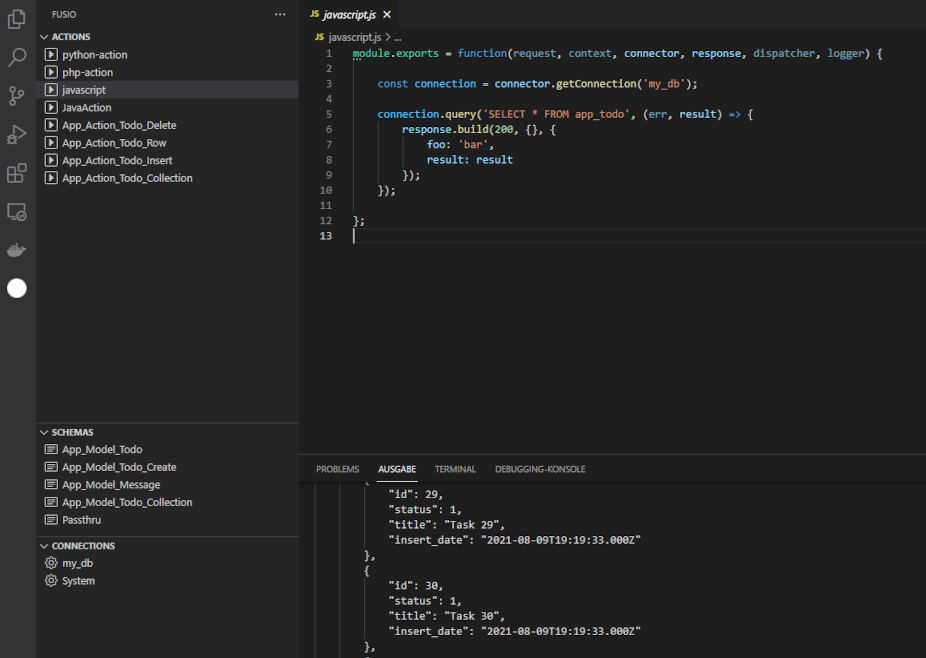 FUSIO
ACTIONS
python-action
php-action
javascript
JavaAction
App_Action_Todo_Delete
App_Action_Todo_Row
App_Action_Todo_Insert
App_Action_Todo_Collection
SCHEMAS
App_Model_Todo
App_Model_Todo_Create
App_Model_Message
App_Model_Todo_Collection
Passthru
CONNECTIONS
my_db
System
JS javascript.js
JS javascript.js > ...
1 module.exports = function(request, context, connector, response, dispatcher, logger) {
2
3 const connection = connector.getConnection('my_db');
4
5 connection.query('SELECT * FROM app_todo', (err, result) => {
6 response.build(200, {}, {
7 foo: 'bar',
8 result: result
9 });
10 });
11
12 };
13
PROBLEMS AUSGABE TERMINAL DEBUGGING-KONSOLE
"id": 29,
"status": 1,
"title": "Task 29",
"insert_date": "2021-08-09T19:19:33.000Z"
},
{
"id": 30,
"status": 1,
"title": "Task 30",
"insert_date": "2021-08-09T19:19:33.000Z"
},